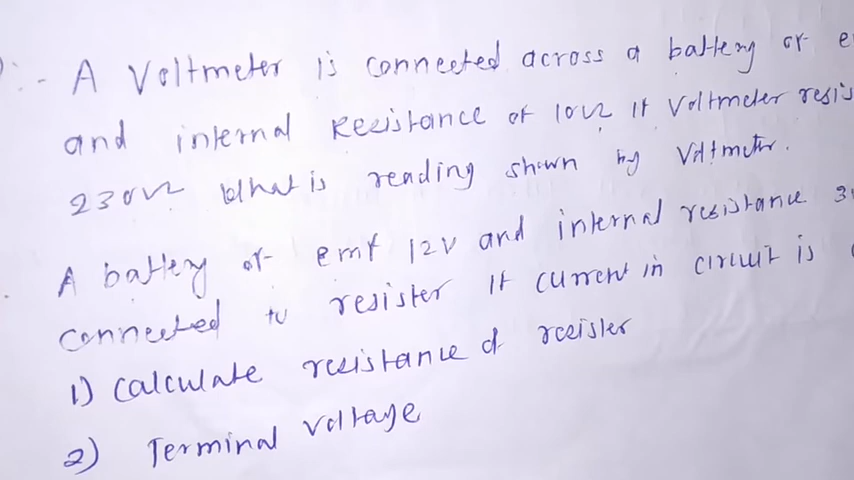 :- A Voltmeter is connected across a battery of e
and internal Resistance of 10Ω If Voltmeter resis
230Ω What is reading shown by Voltmeter.
A battery of emf 12V and internal resistance 3
connected to resister If current in circuit is
1) Calculate resistance of resister
2) Terminal Voltage